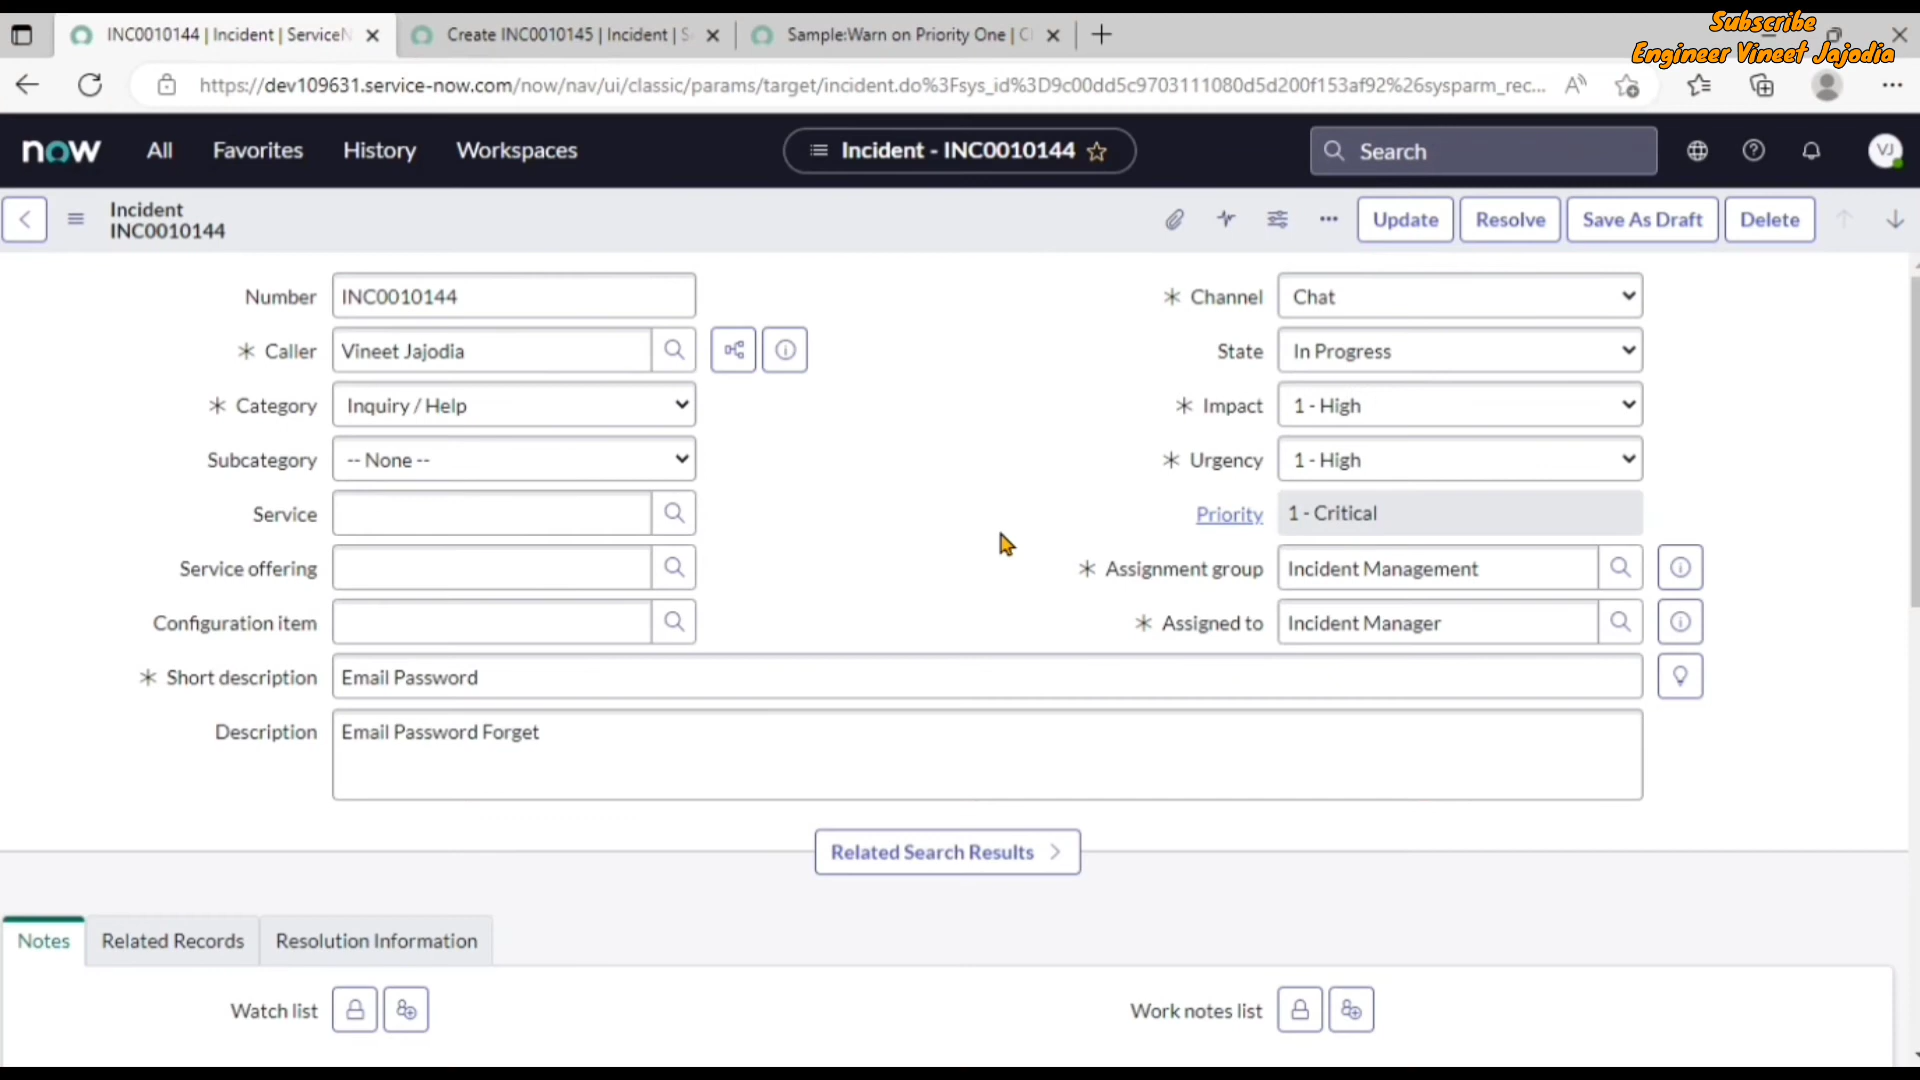 INC0010144 | Incident | ServiceN
Create INC0010145 | Incident | S
Sample:Warn on Priority One | C
Subscribe
Engineer Vineet Jajodia
https://dev109631.service-now.com/now/nav/ui/classic/params/target/incident.do%3Fsys_id%3D9c00dd5c9703111080d5d200f153af92%26sysparm_rec...
now
All
Favorites
History
Workspaces
Incident - INC0010144
Search
VJ
Incident
INC0010144
Update
Resolve
Save As Draft
Delete
Number
INC0010144
* Channel
Chat
* Caller
Vineet Jajodia
State
In Progress
* Category
Inquiry / Help
* Impact
1 - High
Subcategory
-- None --
* Urgency
1 - High
Service
Priority
1 - Critical
Service offering
* Assignment group
Incident Management
Configuration item
* Assigned to
Incident Manager
* Short description
Email Password
Description
Email Password Forget
Related Search Results
Notes
Related Records
Resolution Information
Watch list
Work notes list